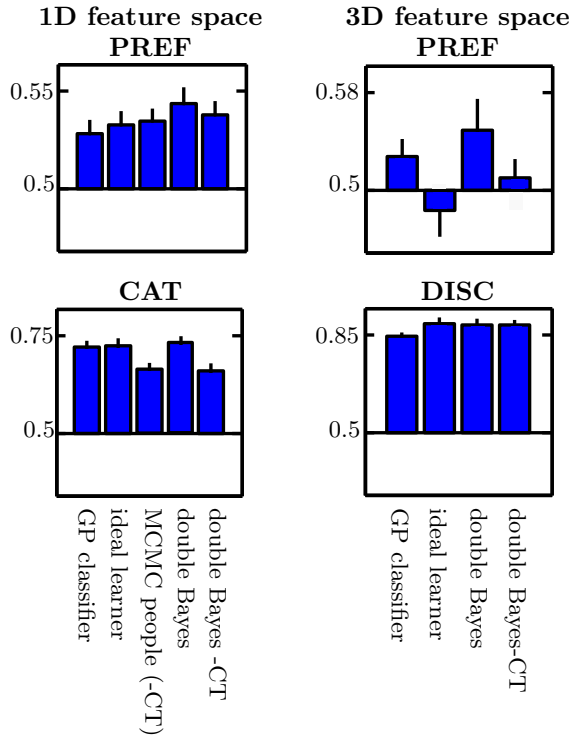 1D feature space
PREF
0.55
0.5
3D feature space
PREF
0.58
0.5
CAT
0.75
0.5
GP classifier
ideal learner
MCMC people (-CT)
double Bayes
double Bayes -CT
DISC
0.85
0.5
GP classifier
ideal learner
double Bayes
double Bayes-CT